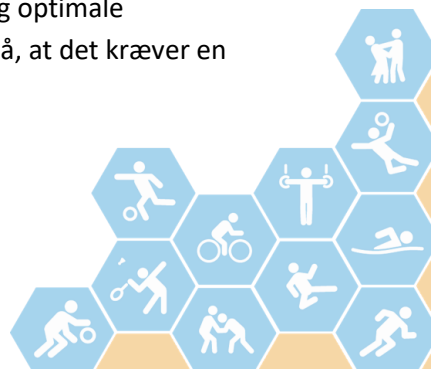 g optimale
å, at det kræver en